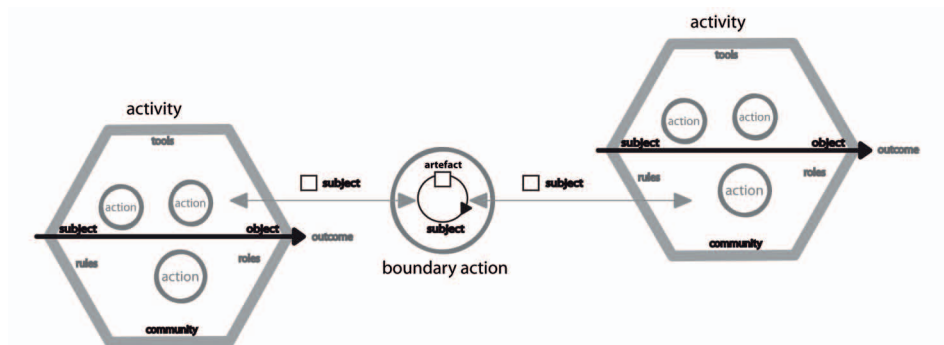 activity
tools
action
action
subject
object
outcome
rules
roles
action
community
subject
artefact
subject
boundary action
subject
activity
tools
action
action
subject
object
outcome
rules
roles
action
community